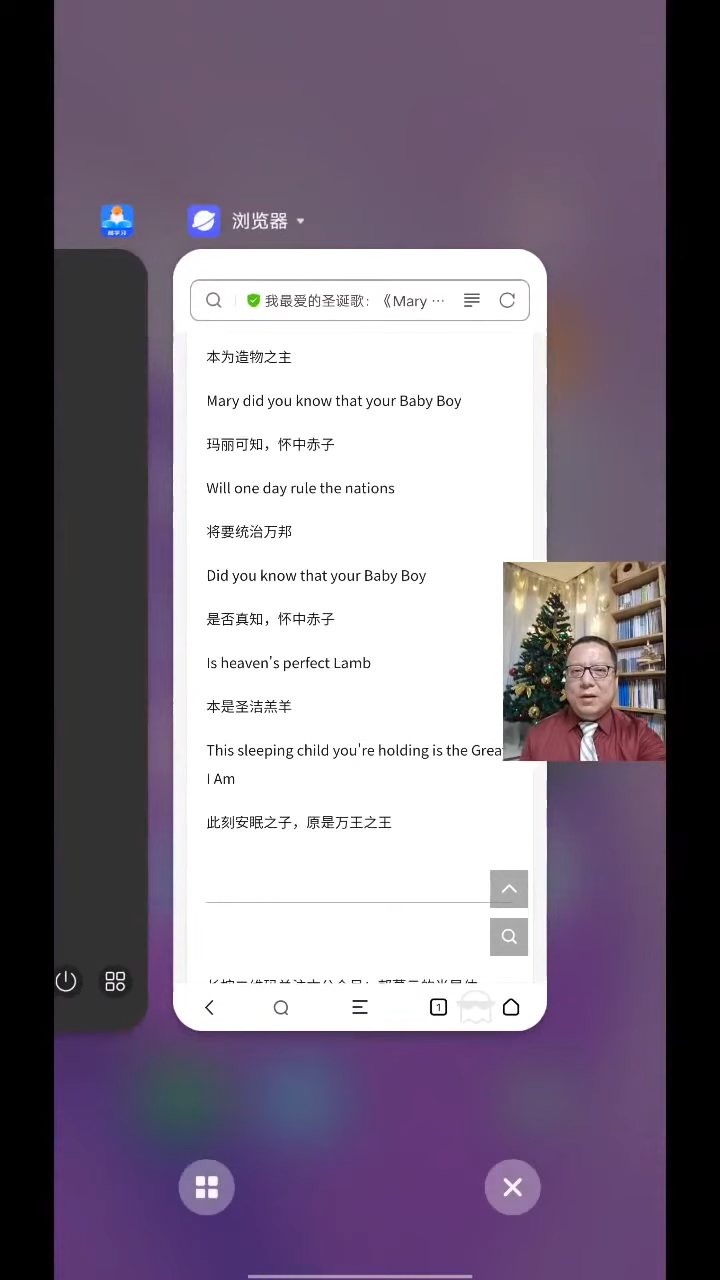 浏览器
我最爱的圣诞歌：《Mary ···
本为造物之主
Mary did you know that your Baby Boy
玛丽可知，怀中赤子
Will one day rule the nations
将要统治万邦
Did you know that your Baby Boy
是否真知，怀中赤子
Is heaven's perfect Lamb
本是圣洁羔羊
This sleeping child you're holding is the Grea
I Am
此刻安眠之子，原是万王之王
1